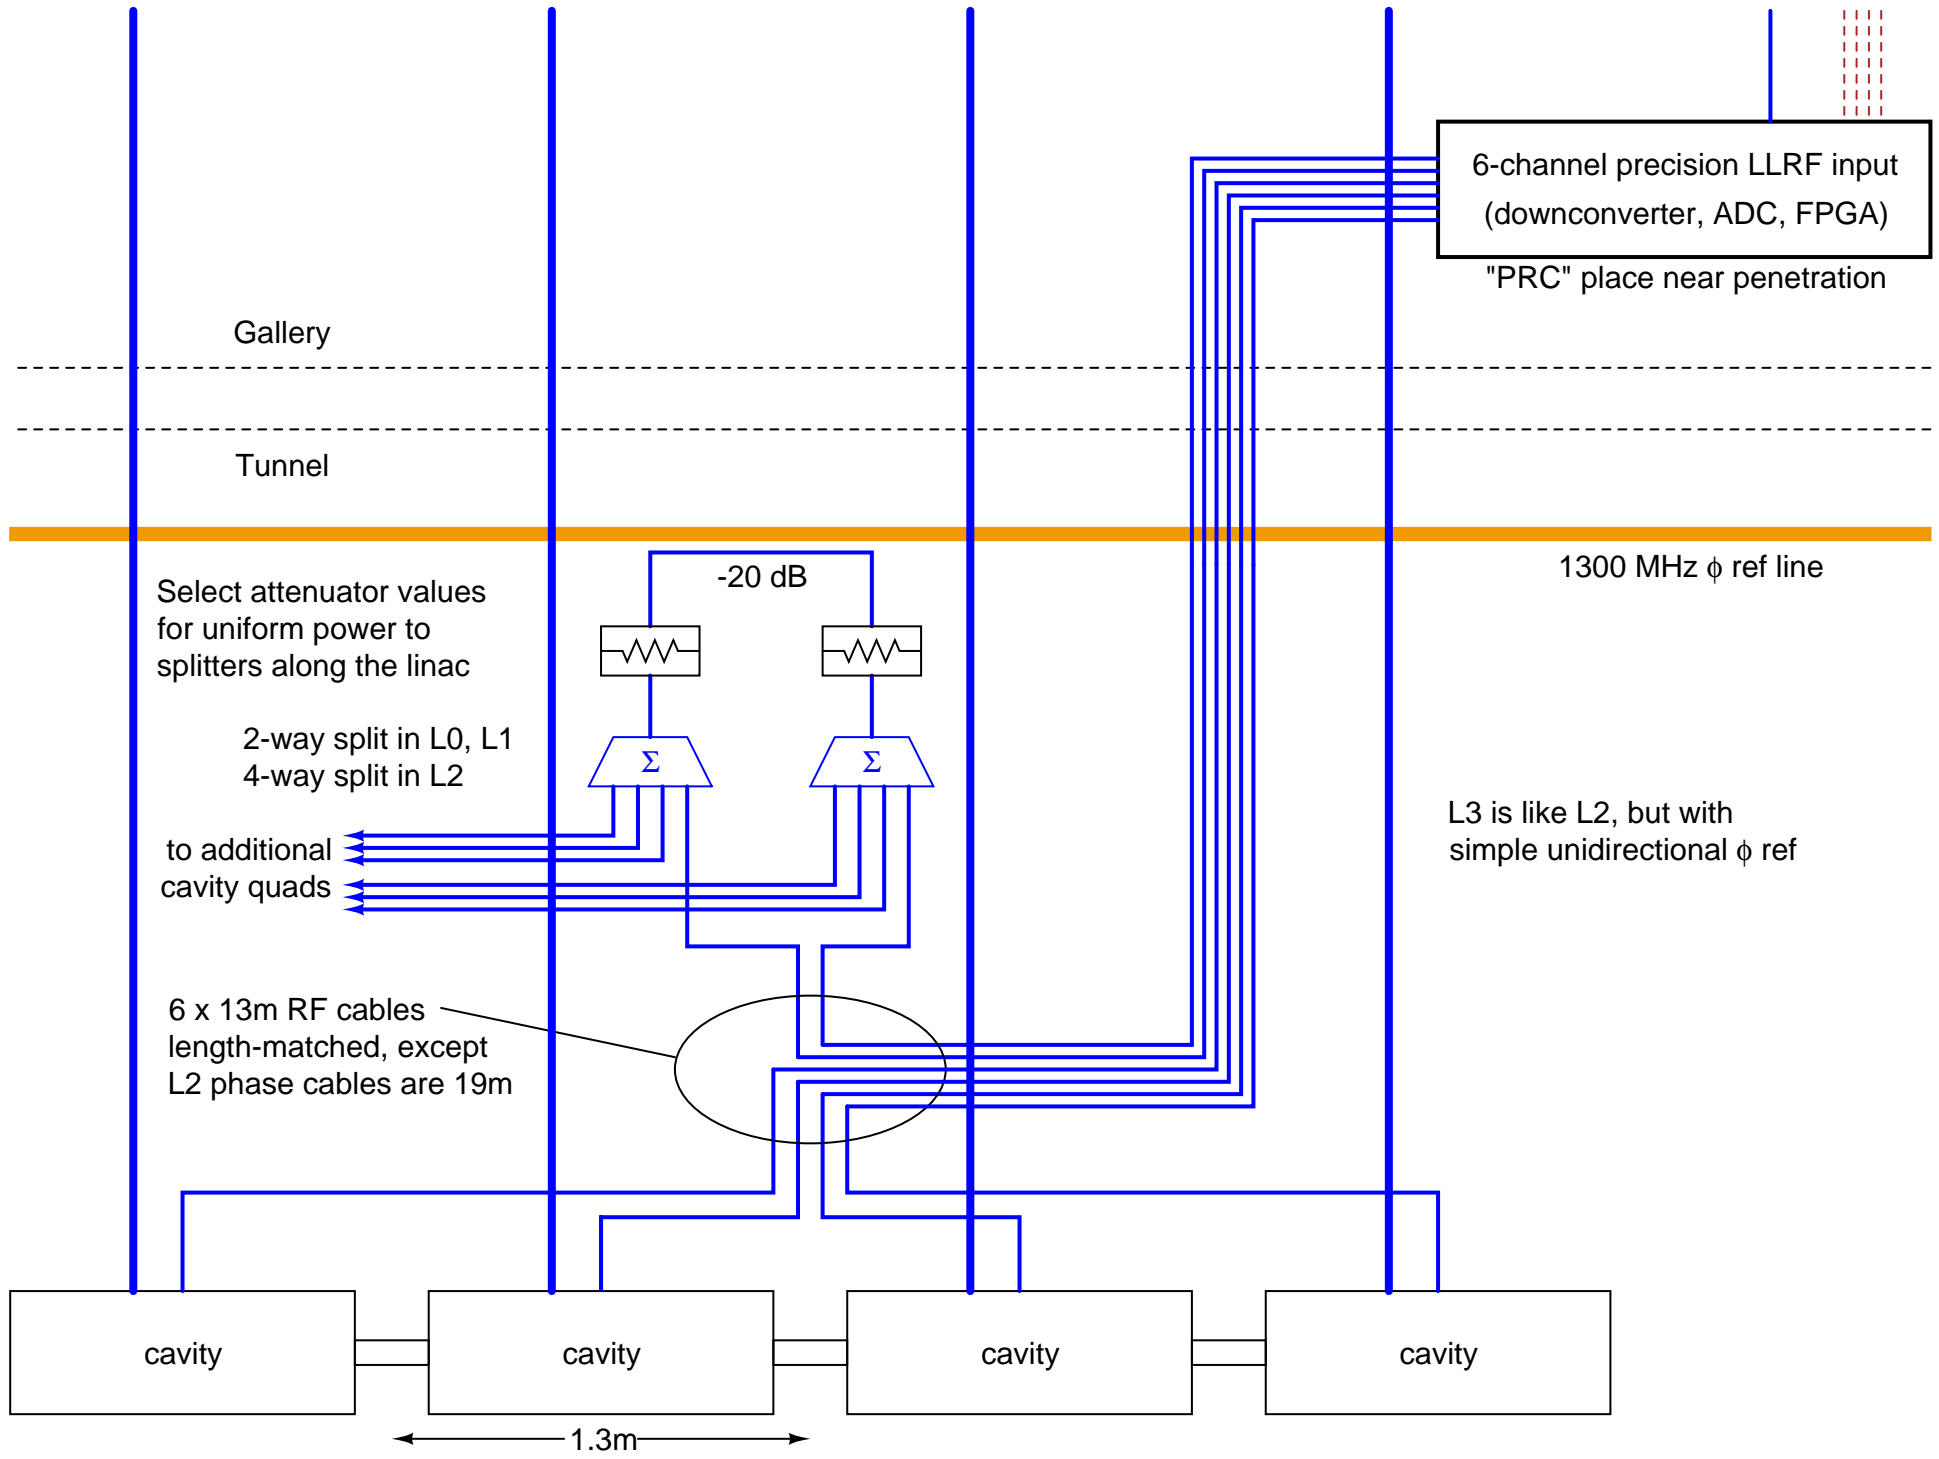 6-channel precision LLRF input
(downconverter, ADC, FPGA)
"PRC" place near penetration
Gallery
Tunnel
1300 MHz ϕ ref line
-20 dB
Select attenuator values
for uniform power to
splitters along the linac
2-way split in L0, L1
4-way split in L2
Σ
Σ
to additional
cavity quads
L3 is like L2, but with
simple unidirectional ϕ ref
6 x 13m RF cables
length-matched, except
L2 phase cables are 19m
cavity
cavity
cavity
cavity
1.3m